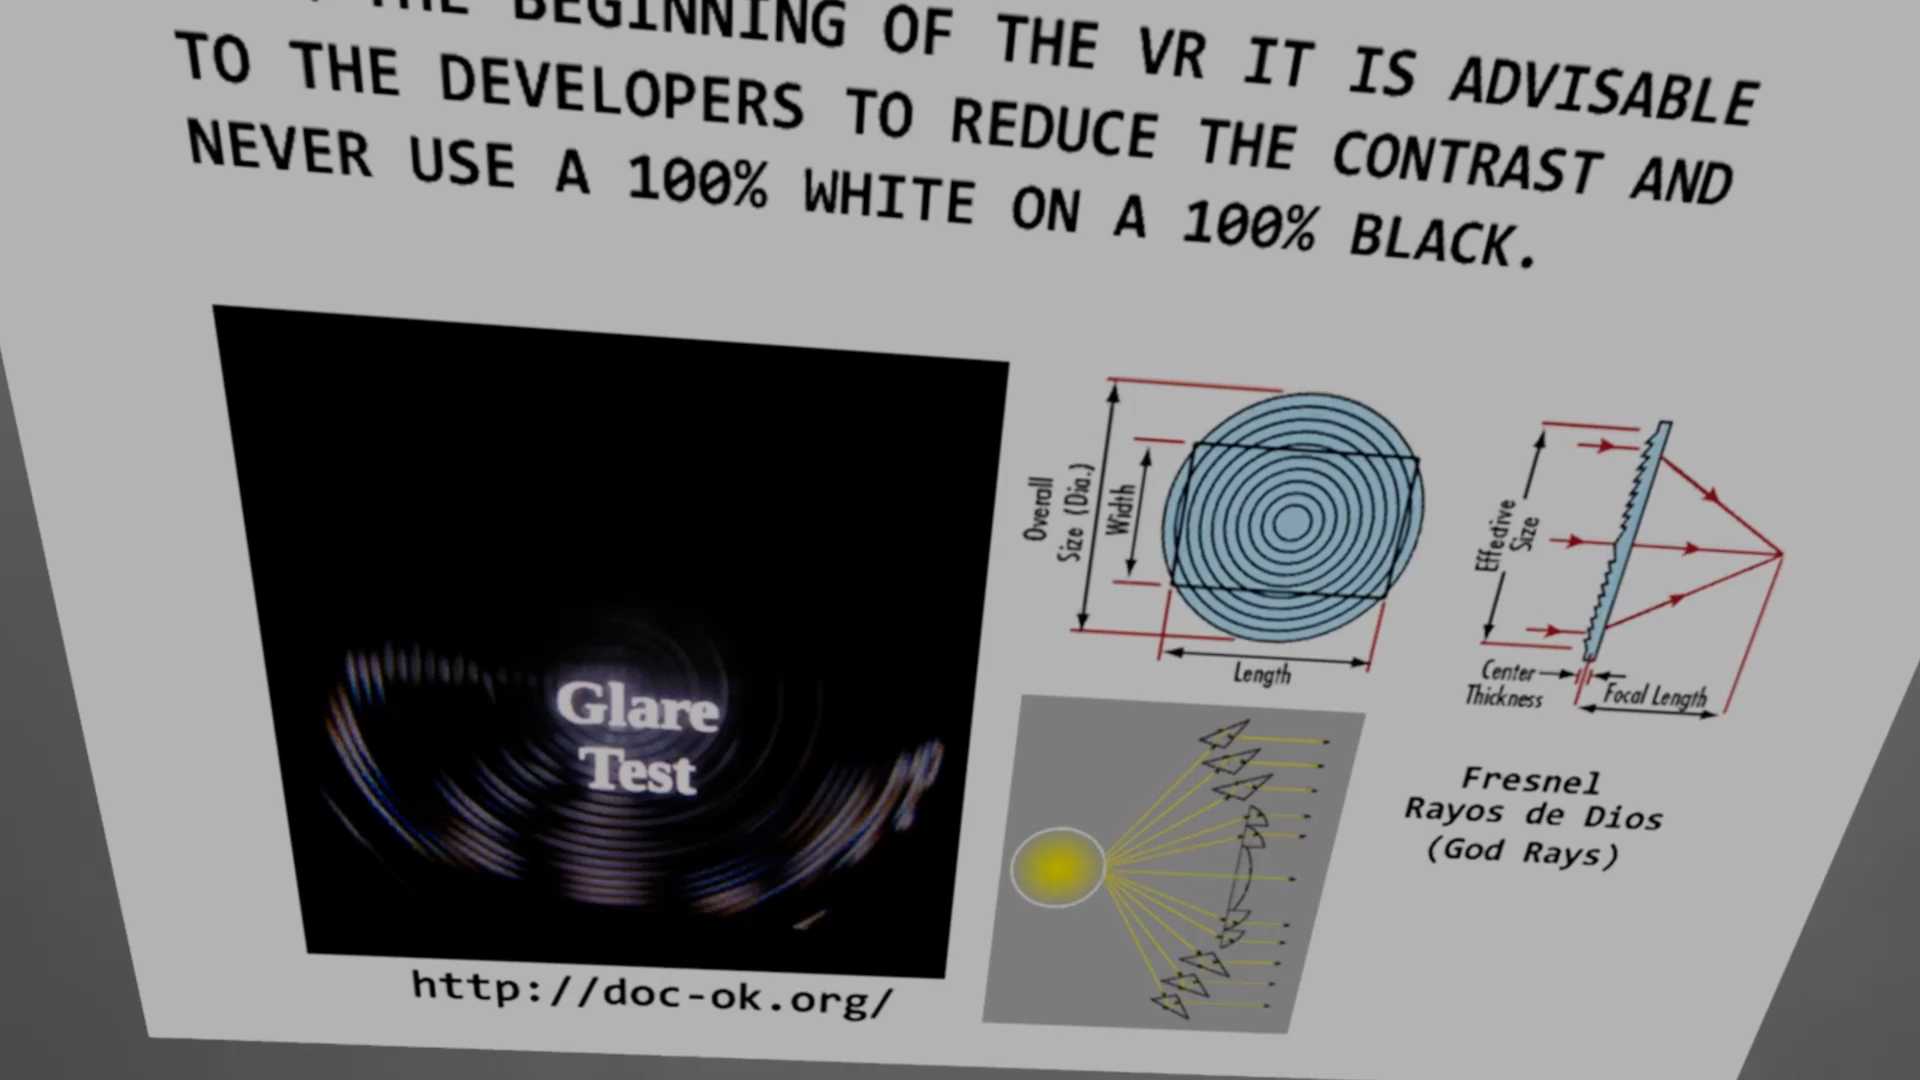 THE BEGINNING OF THE VR IT IS ADVISABLE
TO THE DEVELOPERS TO REDUCE THE CONTRAST AND
NEVER USE A 100% WHITE ON A 100% BLACK.
Glare
Test
http://doc-ok.org/
Overall
Size (Dia.)
Width
Length
Effective
Size
Center
Thickness
Focal Length
Fresnel
Rayos de Dios
(God Rays)